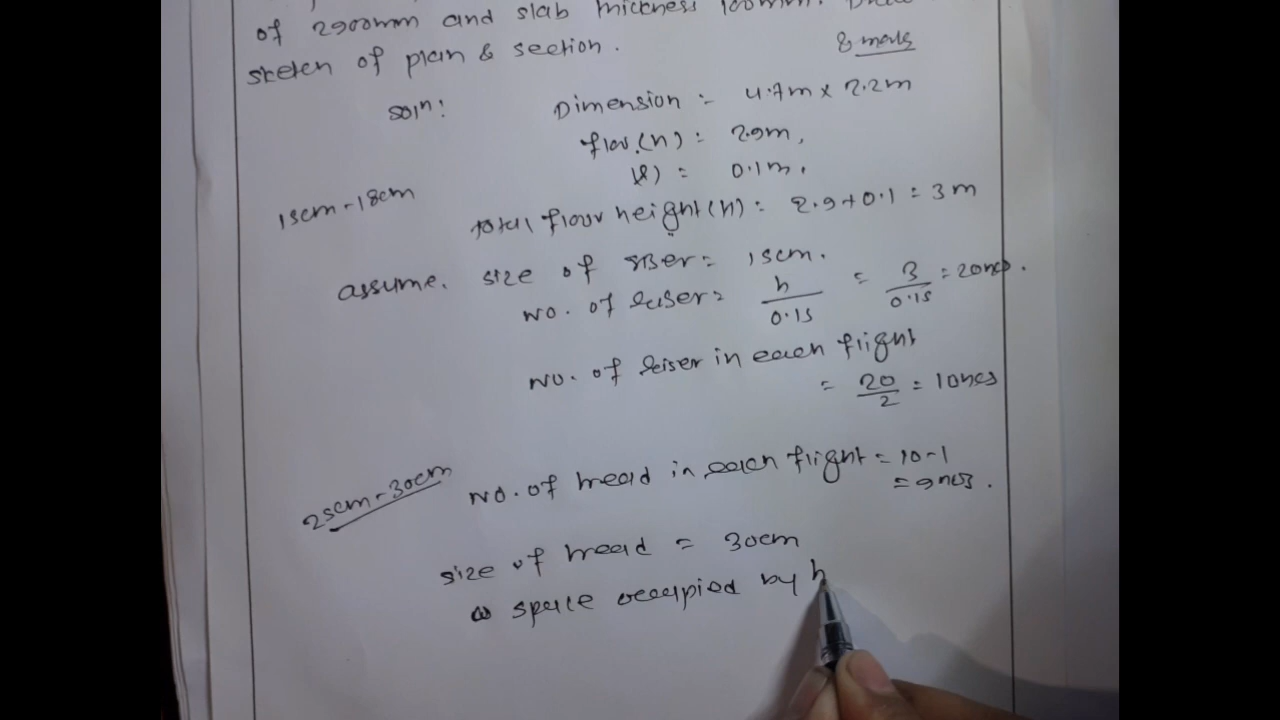 of 2900mm and slab thickness 100mm. Draw
sketch of plan & section.
8 marks
soln:
Dimension = 4.7m x 2.2m
floor(h) = 2.9m,
= 0.1m.
15cm - 18cm
total floor height(h) = 2.9+0.1 = 3m
assume. size of riser = 15cm.
No. of riser = h/0.15 = 3/0.15 = 20nos.
No. of riser in each flight
= 20/2 = 10nos
25cm - 30cm
No. of tread in each flight = 10-1
= 9nos.
size of tread = 30cm
space occupied by